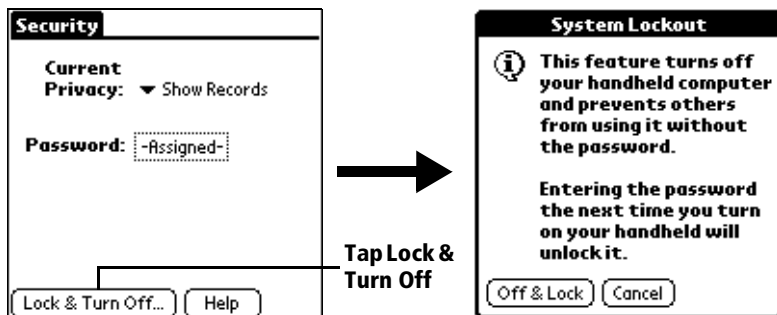 Security
Current
Privacy: Show Records
Password: -Assigned-
Lock & Turn Off... Help
Tap Lock &
Turn Off
System Lockout
This feature turns off
your handheld computer
and prevents others
from using it without
the password.
Entering the password
the next time you turn
on your handheld will
unlock it.
Off & Lock Cancel